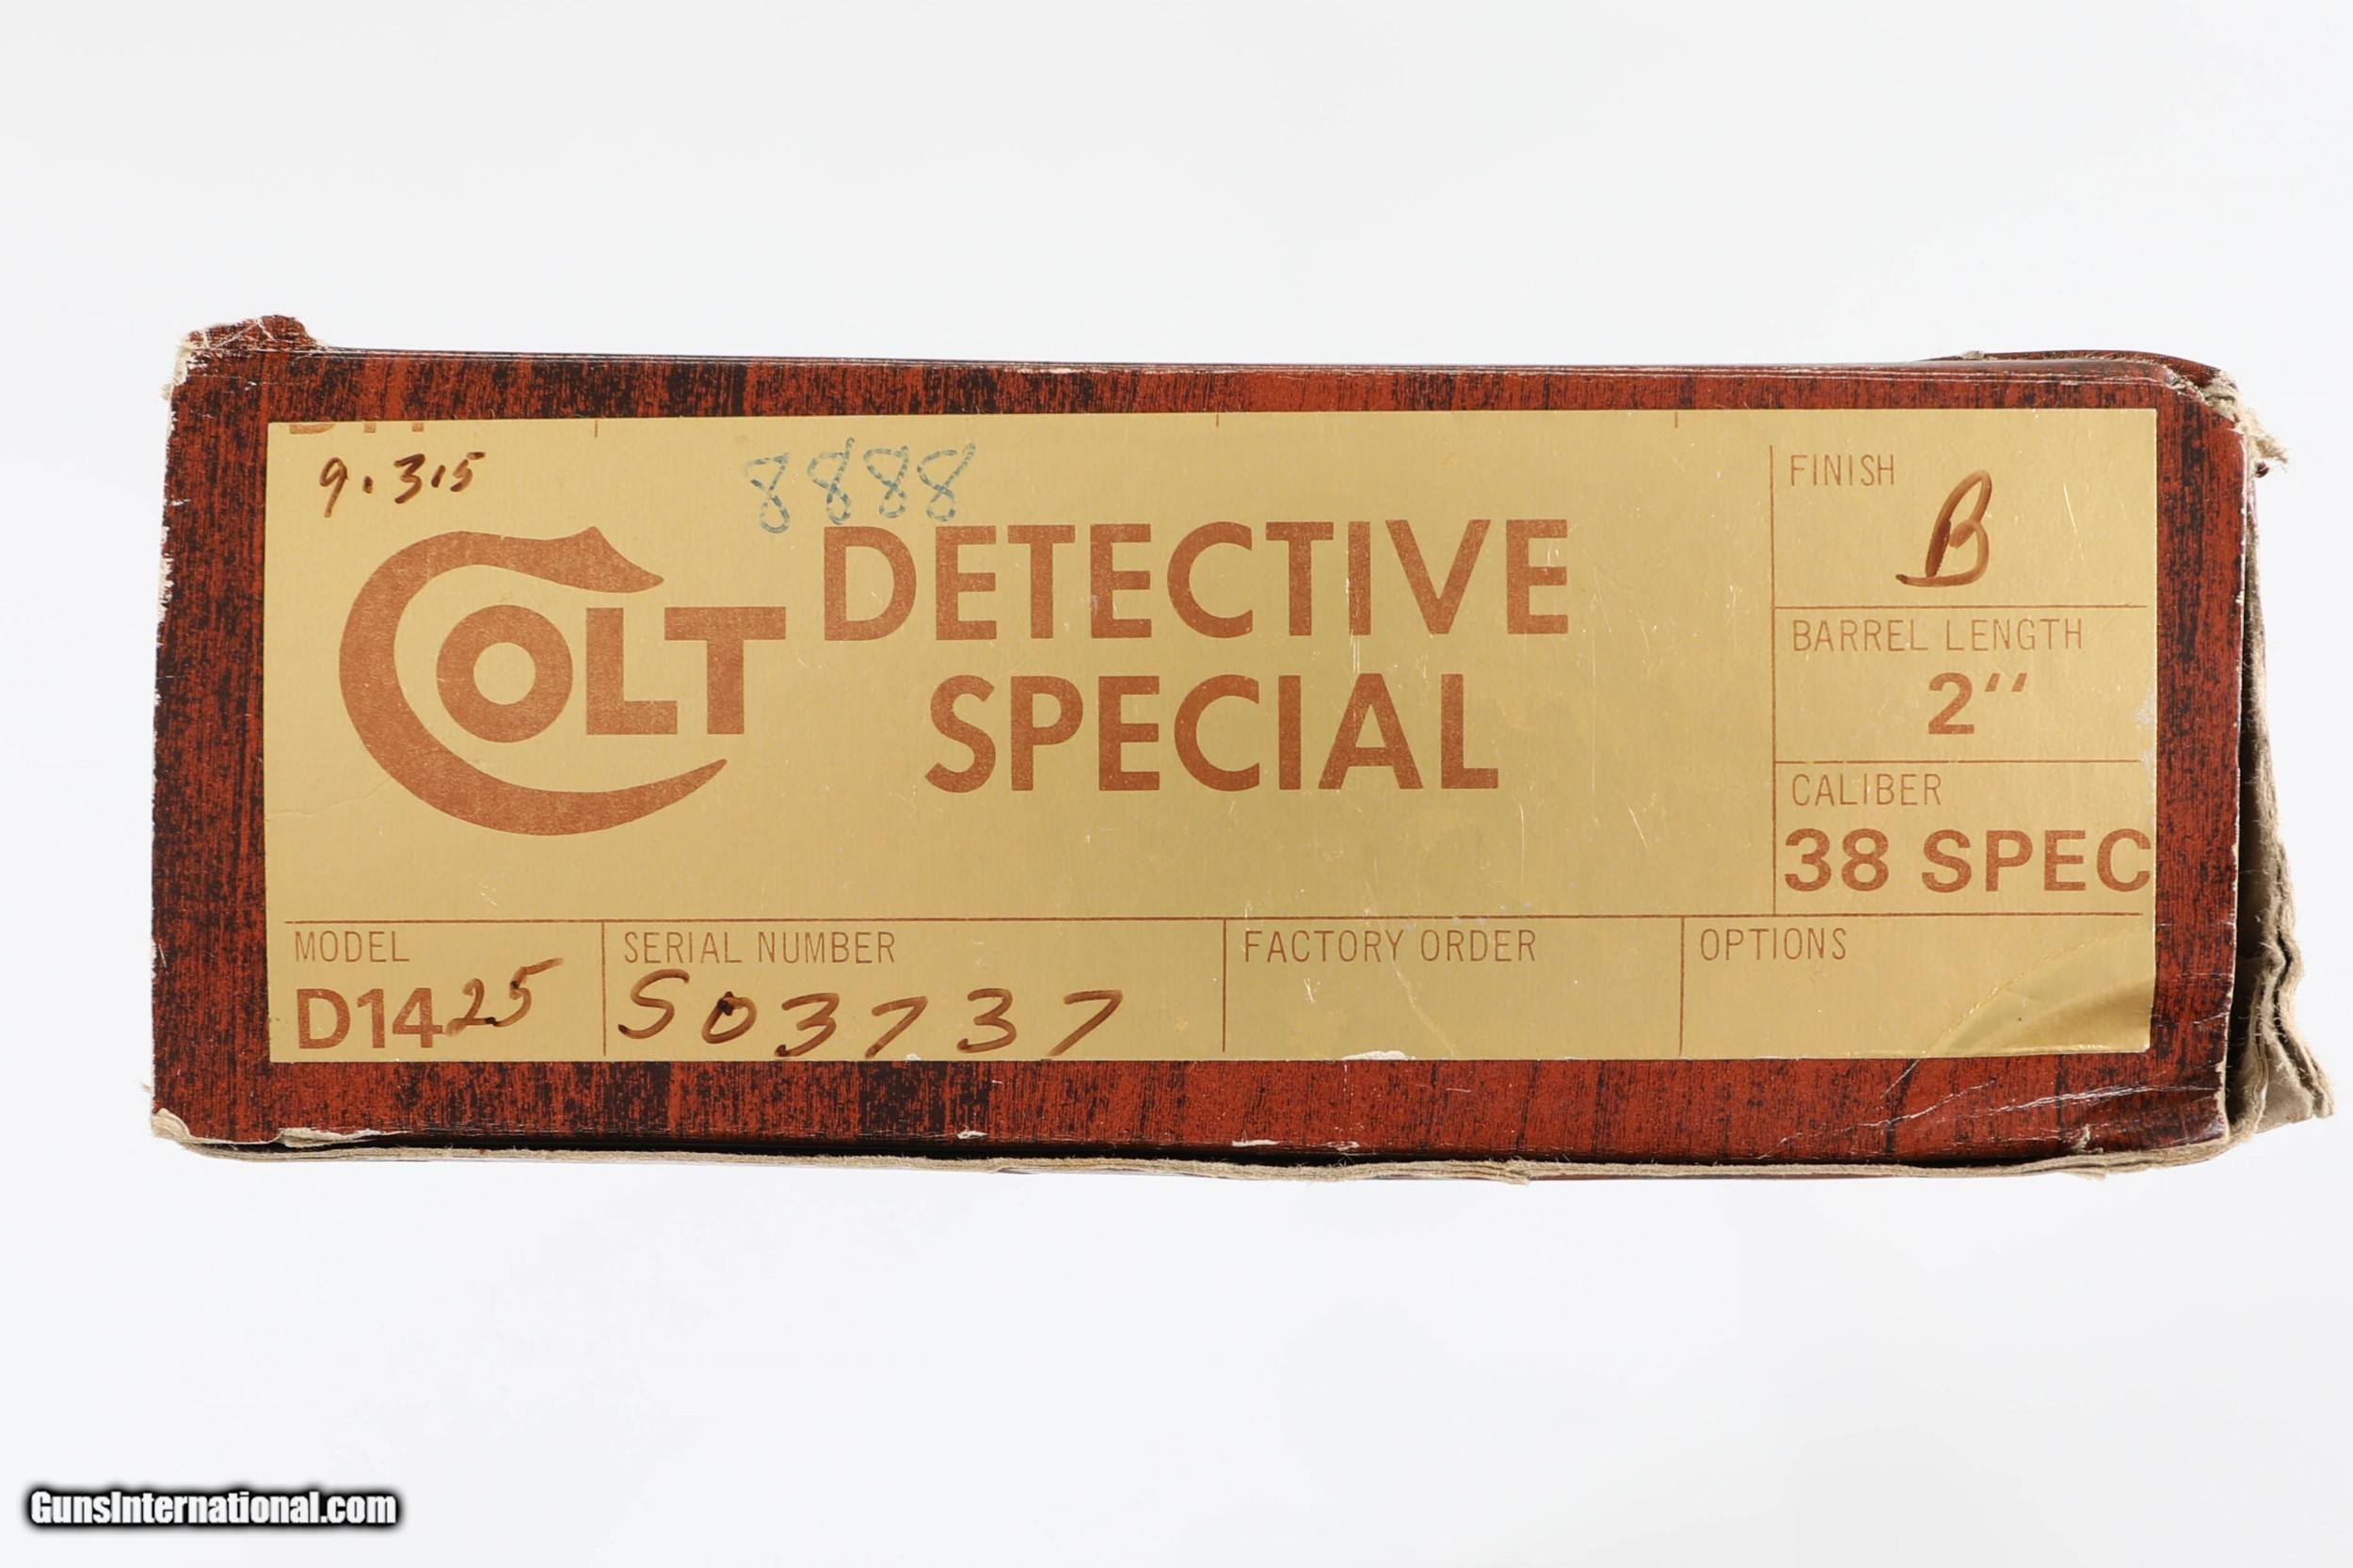 9.315
8888
COLT
DETECTIVE
SPECIAL
FINISH
B
BARREL LENGTH
2"
CALIBER
38 SPEC
MODEL
D1425
SERIAL NUMBER
S03737
FACTORY ORDER
OPTIONS
GunsInternational.com